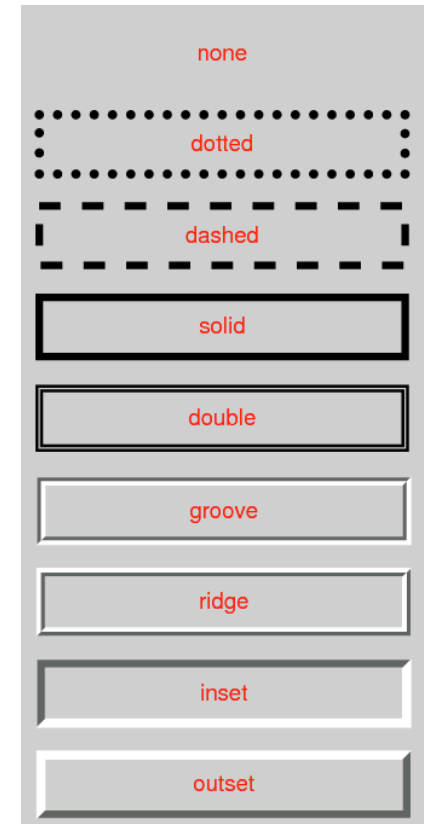 none
dotted
dashed
solid
double
groove
ridge
inset
outset